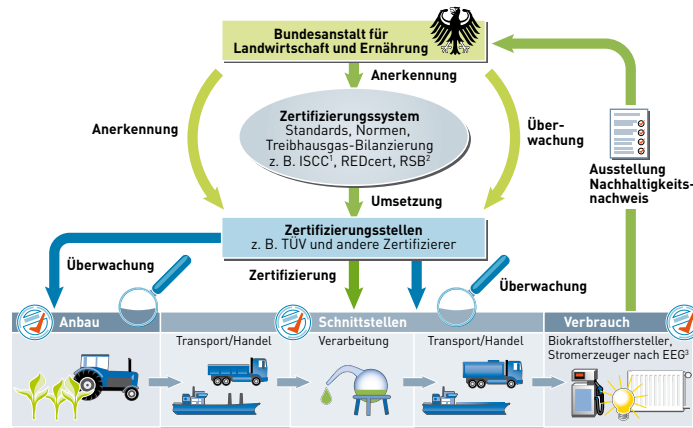 Bundesanstalt für
Landwirtschaft und Ernährung
Anerkennung
Anerkennung
Zertifizierungssystem
Standards, Normen,
Treibhausgas-Bilanzierung
z. B. ISCC¹, REDcert, RSB²
Über-
wachung
Ausstellung
Nachhaltigkeits-
nachweis
Umsetzung
Zertifizierungsstellen
z. B. TÜV und andere Zertifizierer
Überwachung
Zertifizierung
Überwachung
Anbau
Schnittstellen
Verbrauch
Transport/Handel
Verarbeitung
Transport/Handel
Biokraftstoffhersteller,
Stromerzeuger nach EEG³